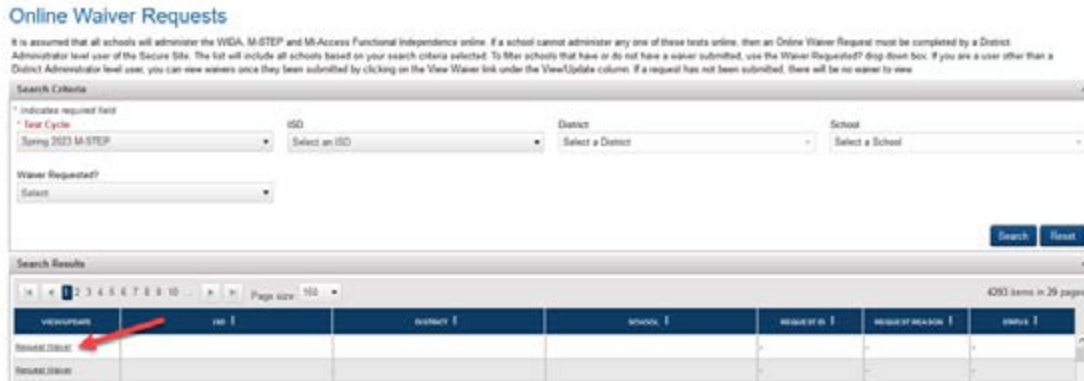 Online Waiver Requests
It is assumed that all schools will administer the WIDA, M-STEP and MI-Access Functional Independence online. If a school cannot administer any one of these tests online, then an Online Waiver Request must be completed by a District
Administrator level user of the Secure Site. The list will include all schools based on your search criteria selected. To filter schools that have or do not have a waiver submitted, use the Waiver Requested? drop down box. If you are a user other than a
District Administrator level user, you can view waivers once they been submitted by clicking on the View Waiver link under the View/Update column. If a request has not been submitted, there will be no waiver to view
Search Criteria
* Indicates required field
* Test Cycle ISD District School
Spring 2023 M-STEP Select an ISD Select a District Select a School
Waiver Requested?
Select
Search Reset
Search Results
1 2 3 4 5 6 7 8 9 10 ... Page size: 4293 items in 29 pages
VIEW/UPDATE ISD DISTRICT SCHOOL REQUEST ID REQUEST REASON STATUS
Request Waiver - - -
Request Waiver - - -